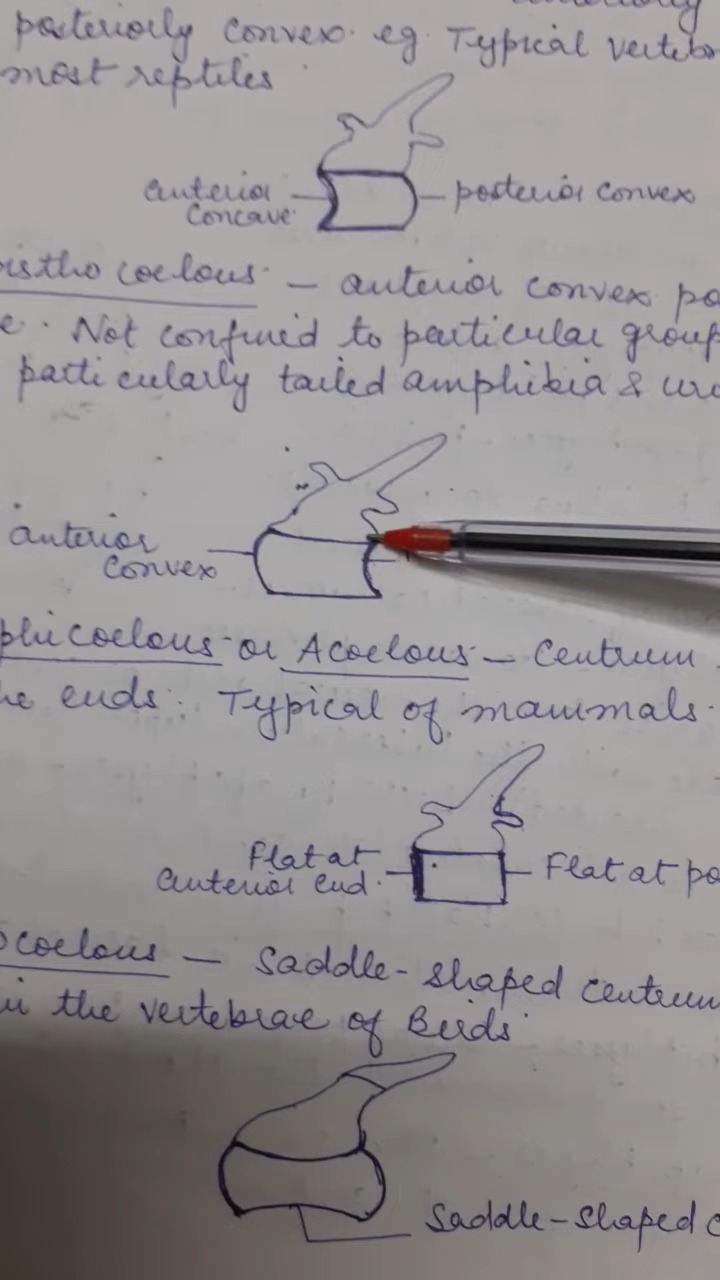 posteriorly convex. eg. Typical verteb
most reptiles
anterior
concave
posterior convex
istho coelous - anterior convex po
e. Not confined to particular group
particularly tailed amphibia &
anterior
convex
phicoelous or Acoelous - Centrum
he ends. Typical of mammals.
Flat at
anterior end.
Flat at po
ocoelous - Saddle-shaped centrum
in the vertebrae of Birds
Saddle-shaped c